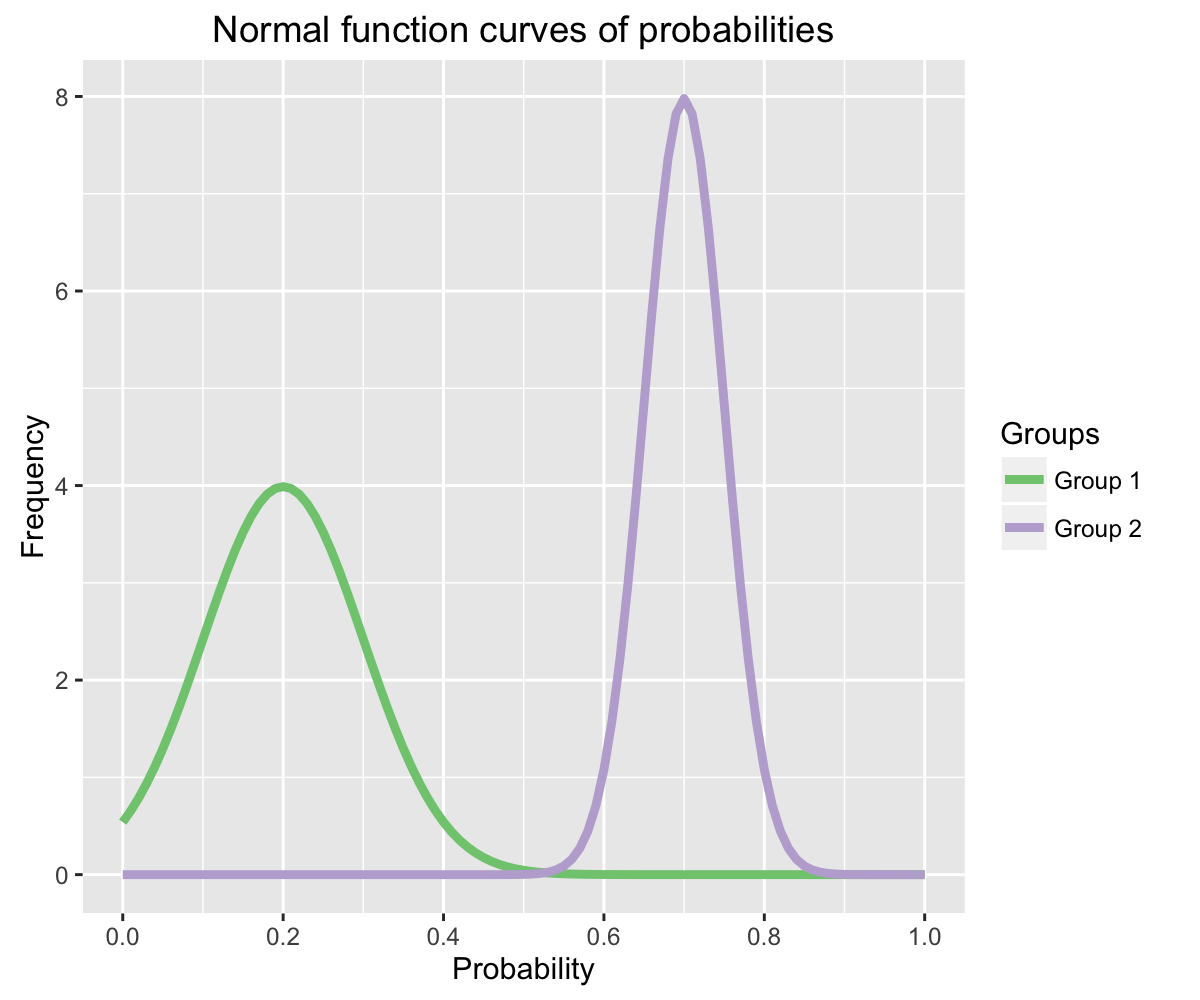 Normal function curves of probabilities
8
6
4
2
0
Frequency
0.0 0.2 0.4 0.6 0.8 1.0
Probability
Groups
Group 1
Group 2